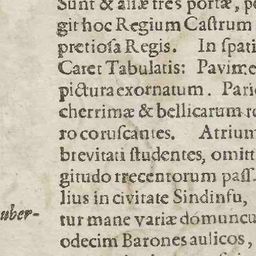 Sunt & aliæ tres portæ, p
git hoc Regium Caſtrum
pretioſa Regis. In ſpati
Caret Tabulatis: Pavime
pictura exornatum. Pari
cherrimæ & bellicarum r
ro coruſcantes. Atrium
brevitati ſtudentes, omitt
gitudo trecentorum paſſ.
lius in civitate Sindinfu,
uber- tur mane variæ domuncu
odecim Barones aulicos,